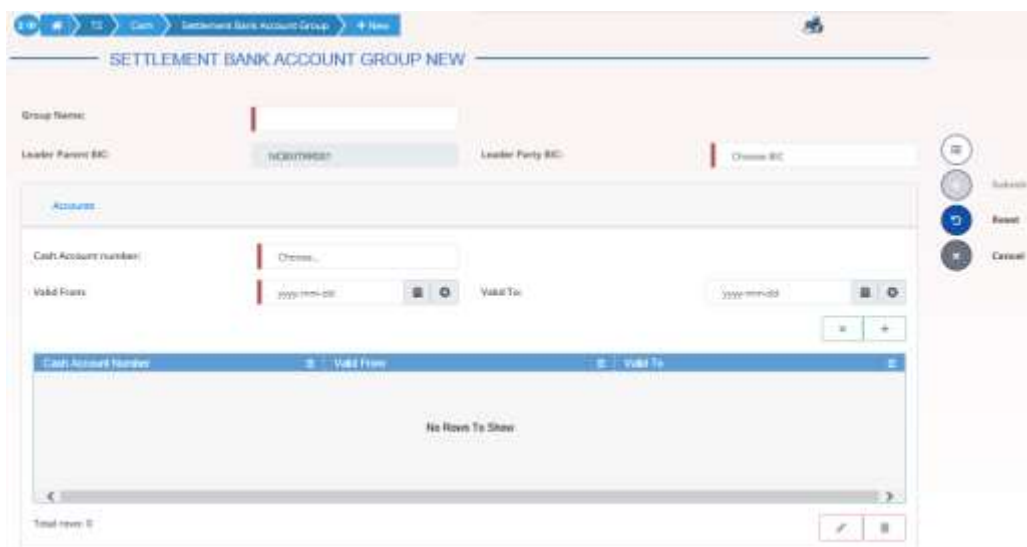 Cash Settlement Bank Account Group + New
SETTLEMENT BANK ACCOUNT GROUP NEW
Group Name:
Leader Parent BIC: Leader Party BIC: Choose BIC
Submit
Accounts
Reset
Cash Account number: Choose... Cancel
Valid From: yyyy-mm-dd Valid To: yyyy-mm-dd
Cash Account Number Valid From Valid To
No Rows To Show
Total rows: 0